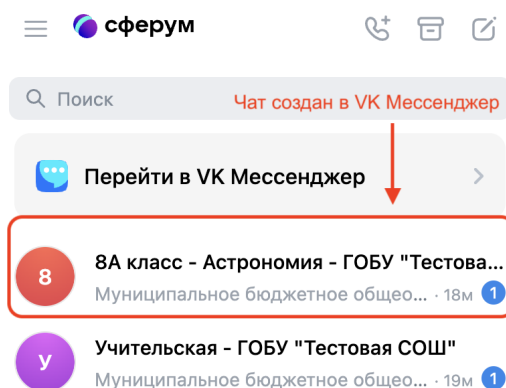 сферум
Поиск
Чат создан в VK Мессенджер
Перейти в VK Мессенджер
8
8А класс - Астрономия - ГОБУ "Тестова...
Муниципальное бюджетное общео... · 18м 1
У
Учительская - ГОБУ "Тестовая СОШ"
Муниципальное бюджетное общео... · 19м 1